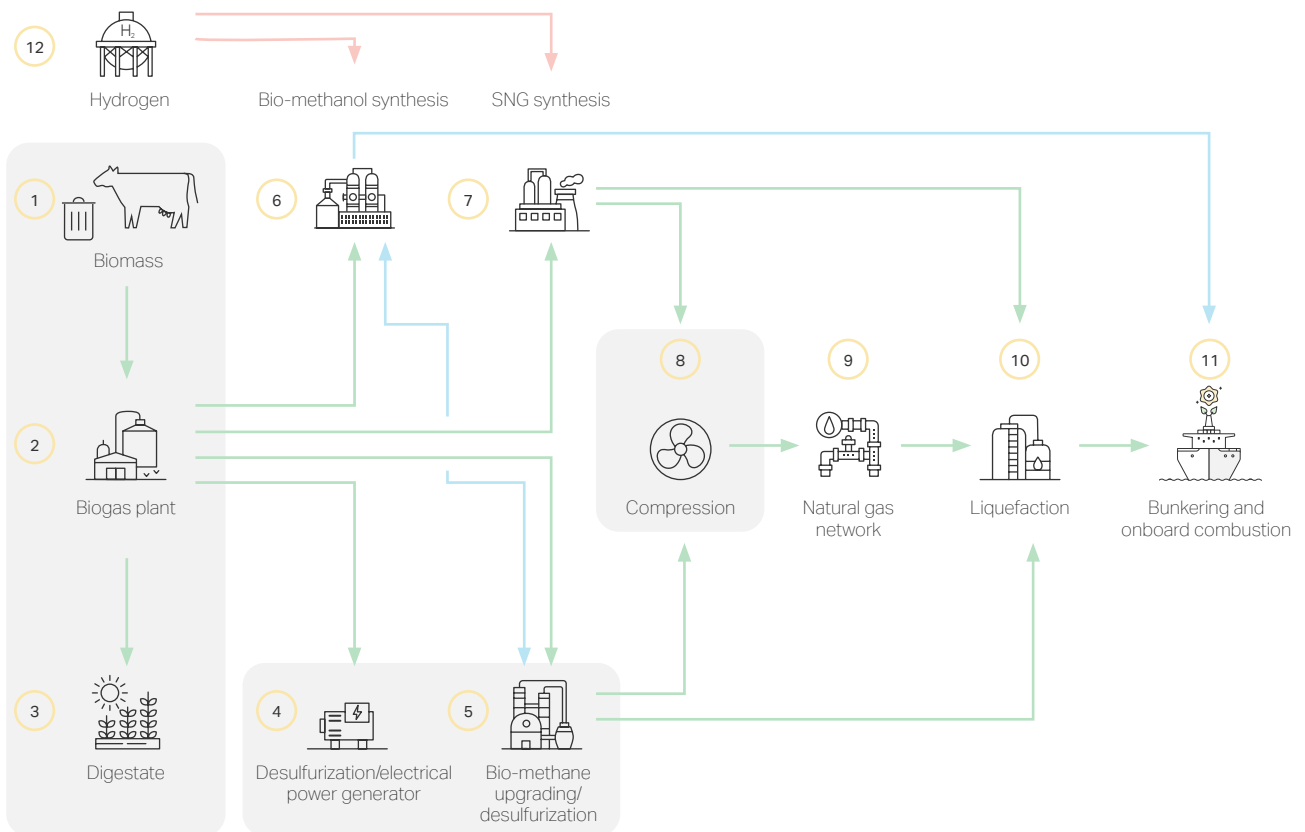 12
H₂
Hydrogen
Bio-methanol synthesis
SNG synthesis
1
Biomass
6
7
2
Biogas plant
8
Compression
9
Natural gas
network
10
Liquefaction
11
Bunkering and
onboard combustion
3
Digestate
4
Desulfurization/electrical
power generator
5
Bio-methane
upgrading/
desulfurization